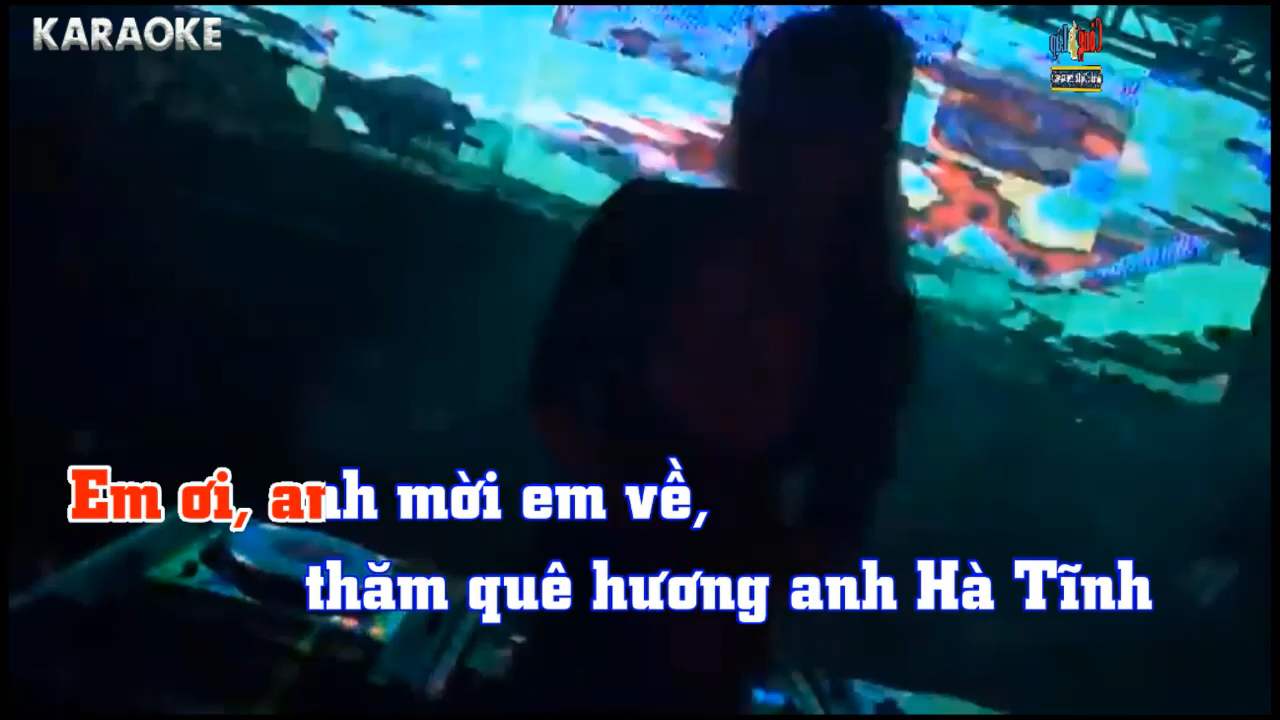 KARAOKE
Em ơi, anh mời em về,
thăm quê hương anh Hà Tĩnh